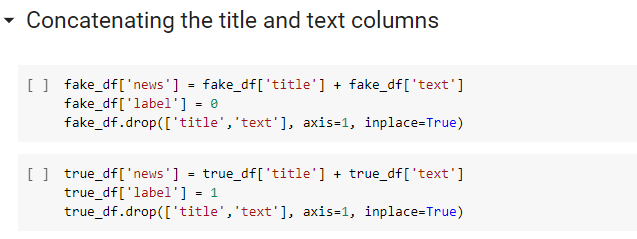 Concatenating the title and text columns
[ ] fake_df['news'] = fake_df['title'] + fake_df['text']
fake_df['label'] = 0
fake_df.drop(['title','text'], axis=1, inplace=True)
[ ] true_df['news'] = true_df['title'] + true_df['text']
true_df['label'] = 1
true_df.drop(['title','text'], axis=1, inplace=True)